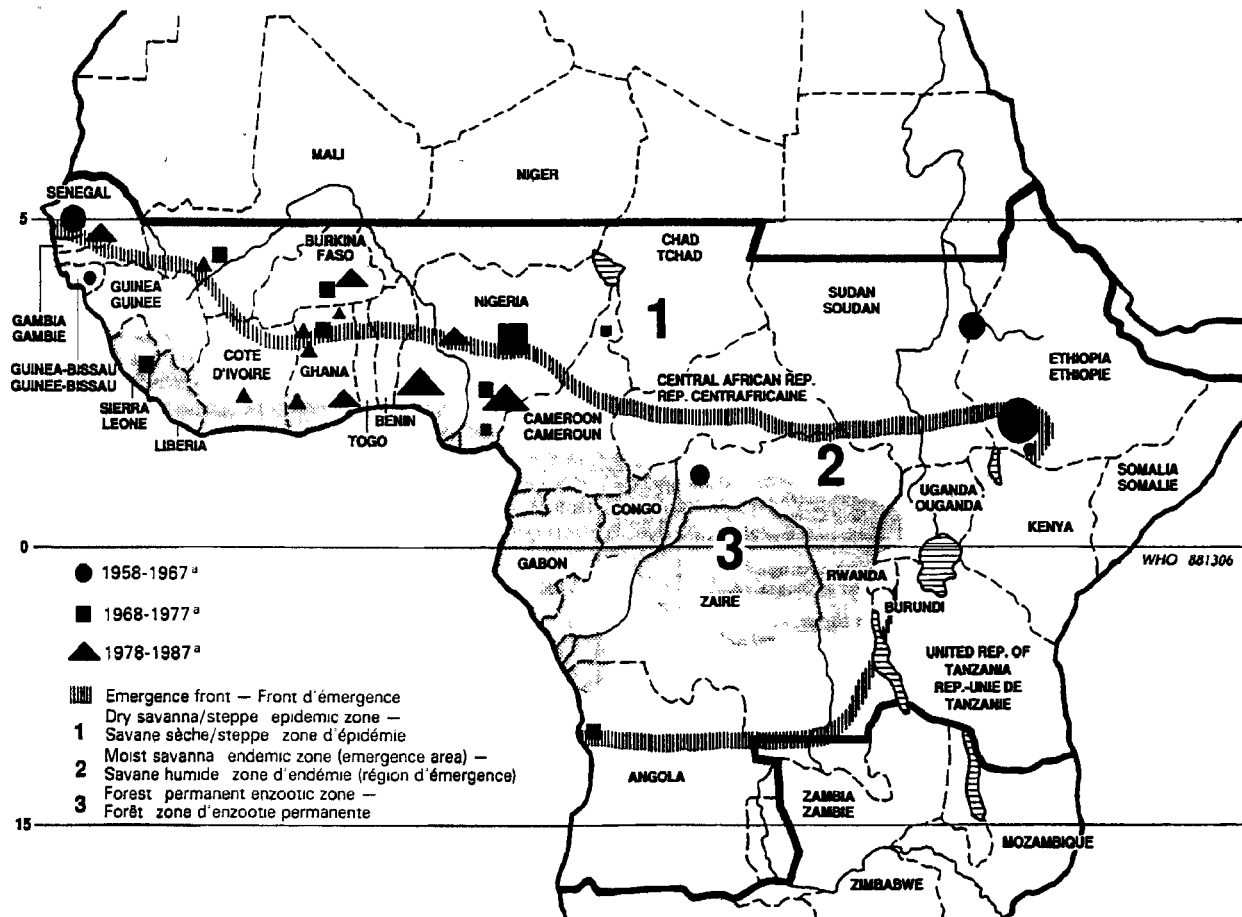 MALI
NIGER
SENEGAL
5
BURKINA
FASO
CHAD
TCHAD
GUINEA
GUINEE
NIGERIA
1
SUDAN
SOUDAN
GAMBIA
GAMBIE
ETHIOPIA
ETHIOPIE
GUINEA-BISSAU
GUINEE-BISSAU
COTE
D'IVOIRE
GHANA
CENTRAL AFRICAN REP.
REP. CENTRAFRICAINE
SIERRA
LEONE
LIBERIA
TOGO
BENIN
CAMEROON
CAMEROUN
2
SOMALIA
SOMALIE
UGANDA
OUGANDA
CONGO
KENYA
0
GABON
3
RWANDA
WHO 881306
ZAIRE
BURUNDI
UNITED REP. OF
TANZANIA
REP.-UNIE DE
TANZANIE
1958-1967ª
1968-1977ª
1978-1987ª
Emergence front — Front d'émergence
Dry savanna/steppe epidemic zone —
1 Savane sèche/steppe zone d'épidémie
Moist savanna endemic zone (emergence area) —
2 Savane humide zone d'endémie (région d'émergence)
Forest permanent enzootic zone —
3 Forêt zone d'enzootie permanente
ANGOLA
ZAMBIA
ZAMBIE
15
MOZAMBIQUE
ZIMBABWE